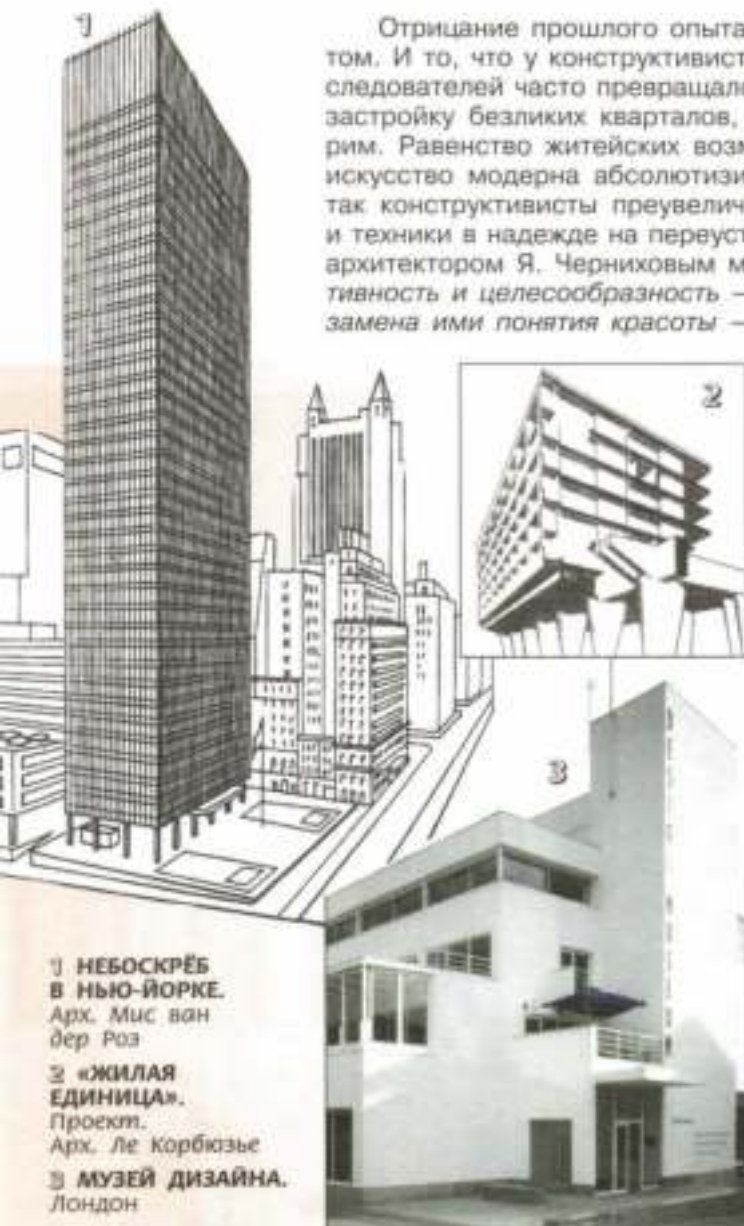 Отрицание прошлого опыта
том. И то, что у конструктивист
следователей часто превращал
застройку безликих кварталов,
рим. Равенство житейских возм
искусство модерна абсолютизи
так конструктивисты преувелич
и техники в надежде на переуст
архитектором Я. Черниховым м
тивность и целесообразность –
замена ими понятия красоты –
1
2
3
1 НЕБОСКРЁБ
В НЬЮ-ЙОРКЕ.
Арх. Мис ван
дер Роэ
2 «ЖИЛАЯ
ЕДИНИЦА».
Проект.
Арх. Ле Корбюзье
3 МУЗЕЙ ДИЗАЙНА.
Лондон